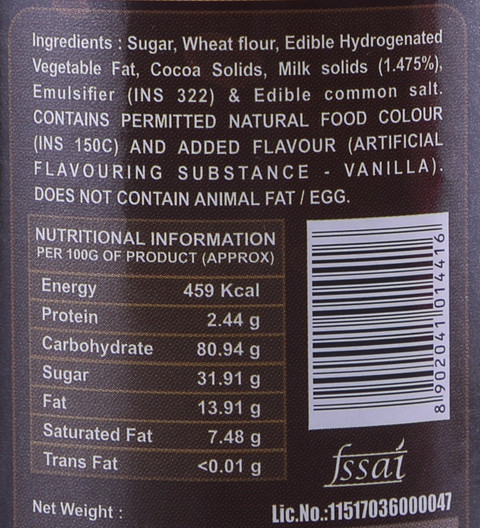 Ingredients : Sugar, Wheat flour, Edible Hydrogenated
Vegetable Fat, Cocoa Solids, Milk solids (1.475%),
Emulsifier (INS 322) & Edible common salt.
CONTAINS PERMITTED NATURAL FOOD COLOUR
(INS 150C) AND ADDED FLAVOUR (ARTIFICIAL
FLAVOURING SUBSTANCE - VANILLA).
DOES NOT CONTAIN ANIMAL FAT / EGG.
NUTRITIONAL INFORMATION
PER 100G OF PRODUCT (APPROX)
Energy 459 Kcal
Protein 2.44 g
Carbohydrate 80.94 g
Sugar 31.91 g
Fat 13.91 g
Saturated Fat 7.48 g
Trans Fat <0.01 g
8 902041 014416
fssai
Lic.No.:11517036000047
Net Weight :